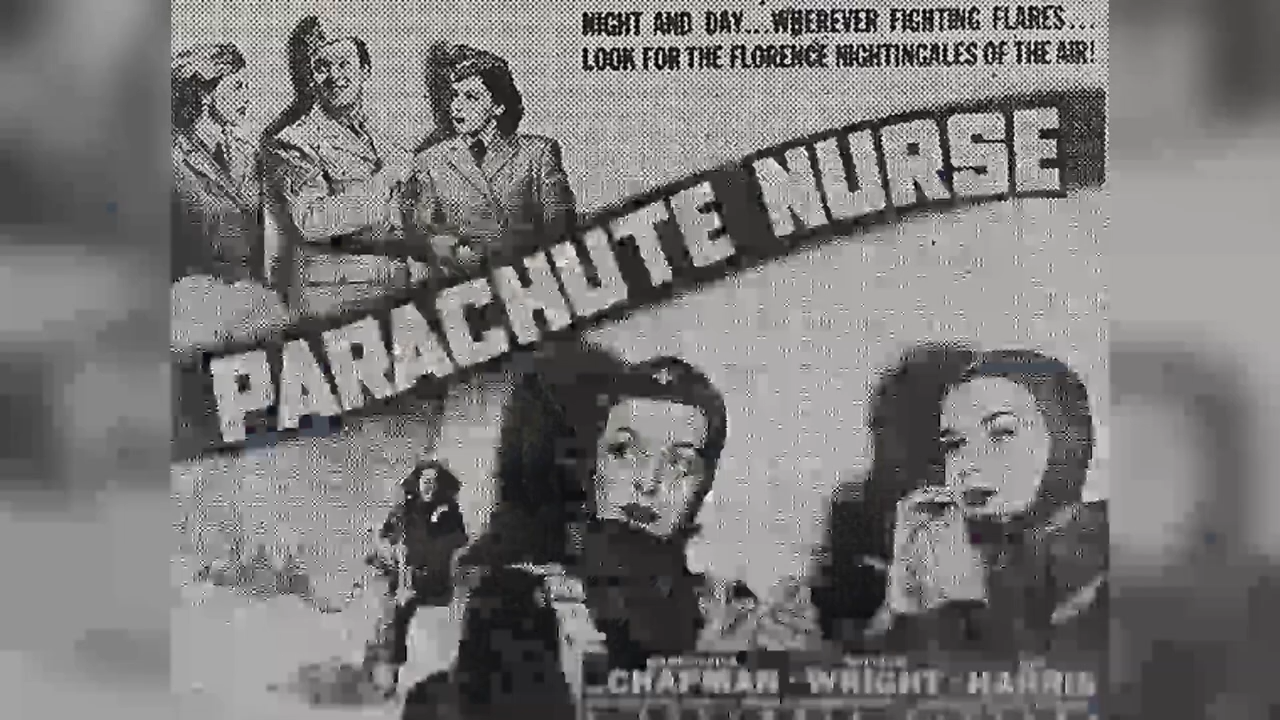 NIGHT AND DAY...WHEREVER FIGHTING FLARES...
LOOK FOR THE FLORENCE NIGHTINGALES OF THE AIR!
PARACHUTE NURSE
CHAPMAN · WRIGHT · HARRIS